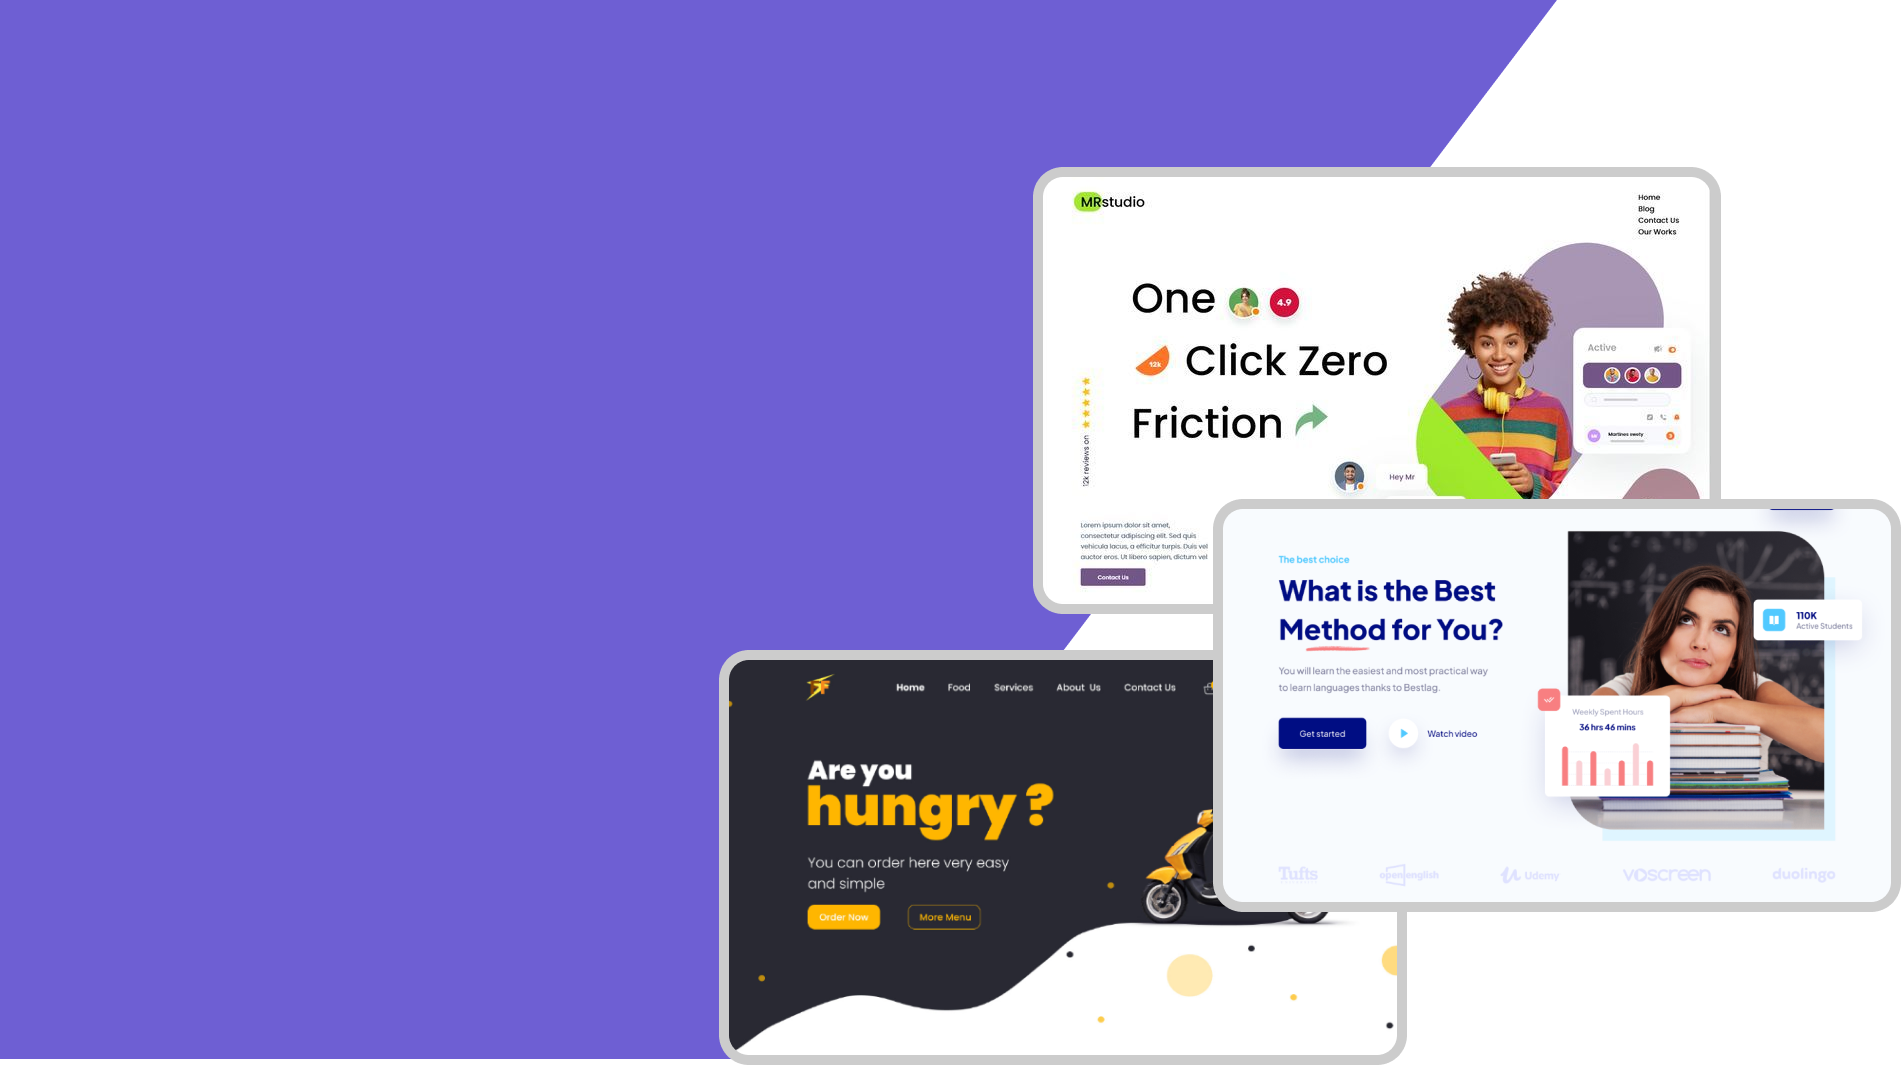 MRstudio
Home
Blog
Contact Us
Our Works
One
4.9
12k
Click Zero
Friction
12k reviews on
Active
Martines swety
3
Hey Mr
Lorem ipsum dolor sit amet,
consectetur adipiscing elit. Sed quis
vehicula lacus, a efficitur turpis. Duis vel
auctor eros. Ut libero sapien, dictum vel
Contact Us
The best choice
What is the Best
Method for You?
You will learn the easiest and most practical way
to learn languages thanks to Bestlag.
Get started
Watch video
110K
Active Students
Weekly Spent Hours
36 hrs 46 mins
Tufts
openenglish
Udemy
voscreen
duolingo
Home Food Services About Us Contact Us
Are you
hungry ?
You can order here very easy
and simple
Order Now
More Menu